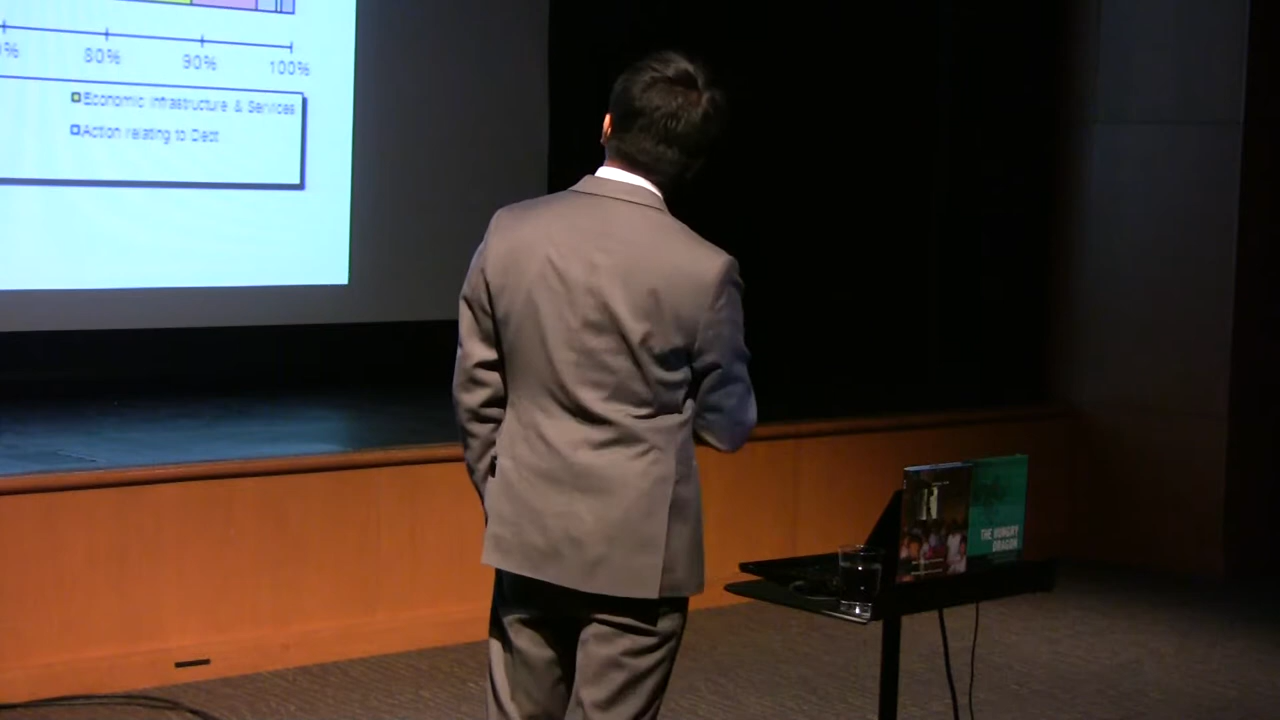 80%
90%
100%
Economic Infrastructure & Services
Action relating to Debt
THE HUNGRY
DRAGON